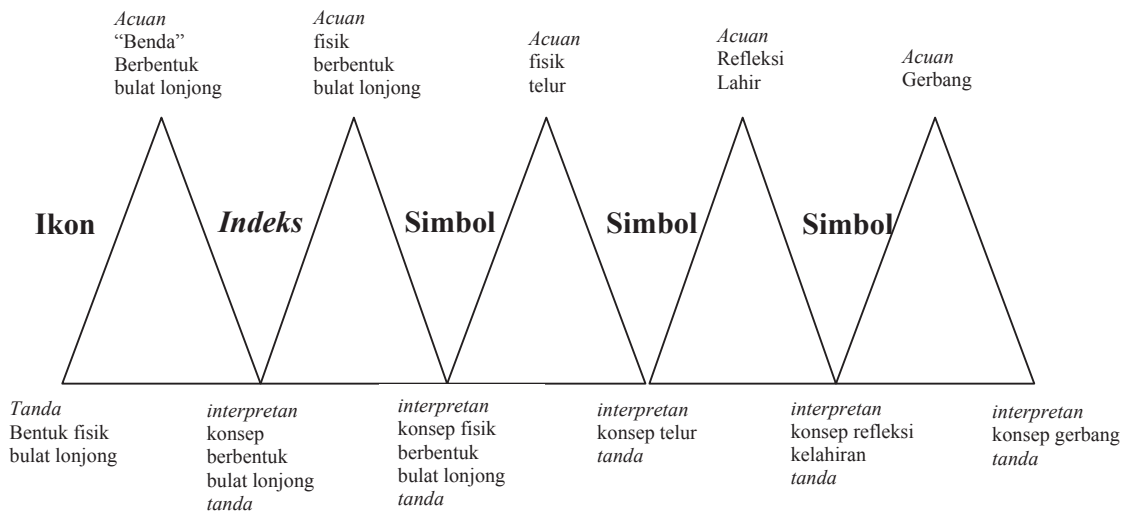 Acuan
“Benda”
Berbentuk
bulat lonjong
Acuan
fisik
berbentuk
bulat lonjong
Acuan
fisik
telur
Acuan
Refleksi
Lahir
Acuan
Gerbang
Ikon
Indeks
Simbol
Simbol
Simbol
Tanda
Bentuk fisik
bulat lonjong
interpretan
konsep
berbentuk
bulat lonjong
tanda
interpretan
konsep fisik
berbentuk
bulat lonjong
tanda
interpretan
konsep telur
tanda
interpretan
konsep refleksi
kelahiran
tanda
interpretan
konsep gerbang
tanda